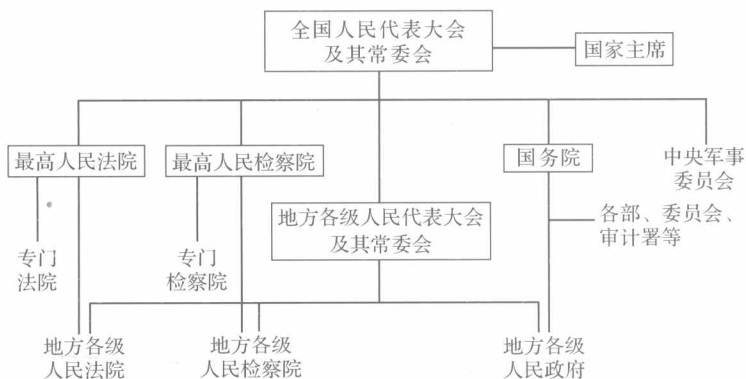 全国人民代表大会
及其常委会
国家主席
最高人民法院
最高人民检察院
国务院
中央军事
委员会
地方各级人民代表大会
及其常委会
各部、委员会、
审计署等
专门
法院
专门
检察院
地方各级
人民法院
地方各级
人民检察院
地方各级
人民政府